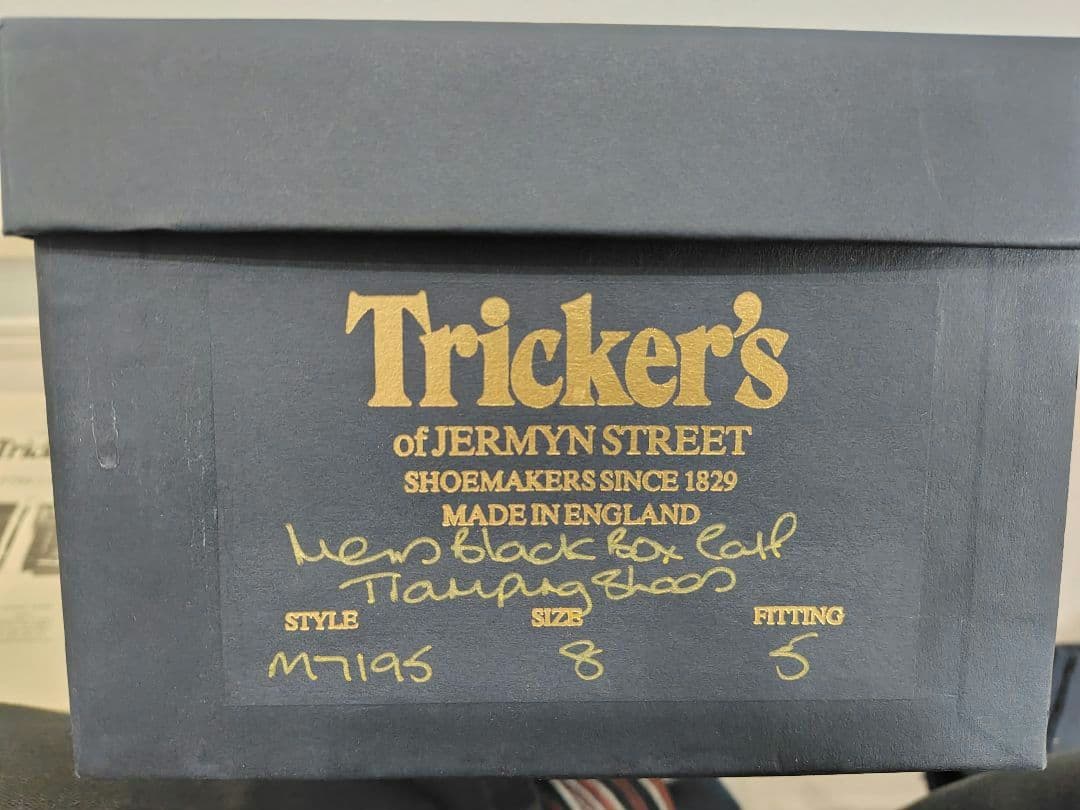 Tricker's
of JERMYN STREET
SHOEMAKERS SINCE 1829
MADE IN ENGLAND
Mens Black Box Calf
Tramping Shoes
STYLE SIZE FITTING
M7195 8 5